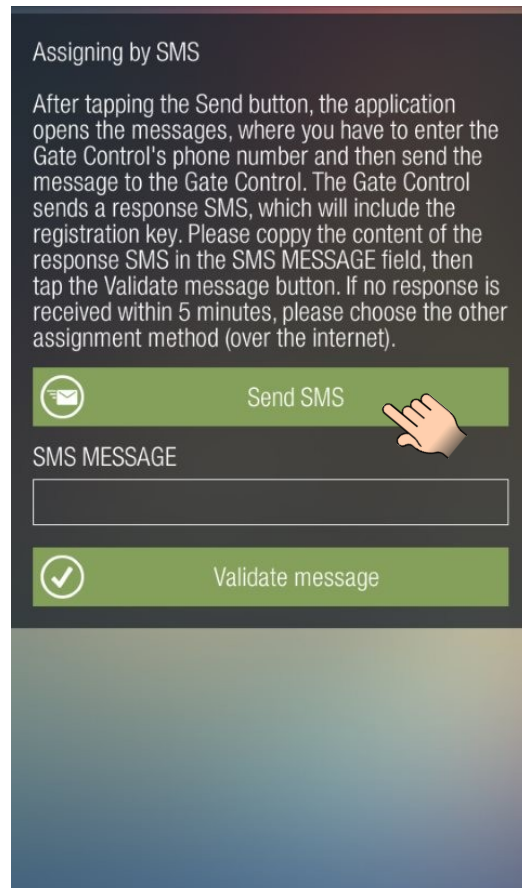 Assigning by SMS
After tapping the Send button, the application
opens the messages, where you have to enter the
Gate Control's phone number and then send the
message to the Gate Control. The Gate Control
sends a response SMS, which will include the
registration key. Please coppy the content of the
response SMS in the SMS MESSAGE field, then
tap the Validate message button. If no response is
received within 5 minutes, please choose the other
assignment method (over the internet).
Send SMS
SMS MESSAGE
Validate message